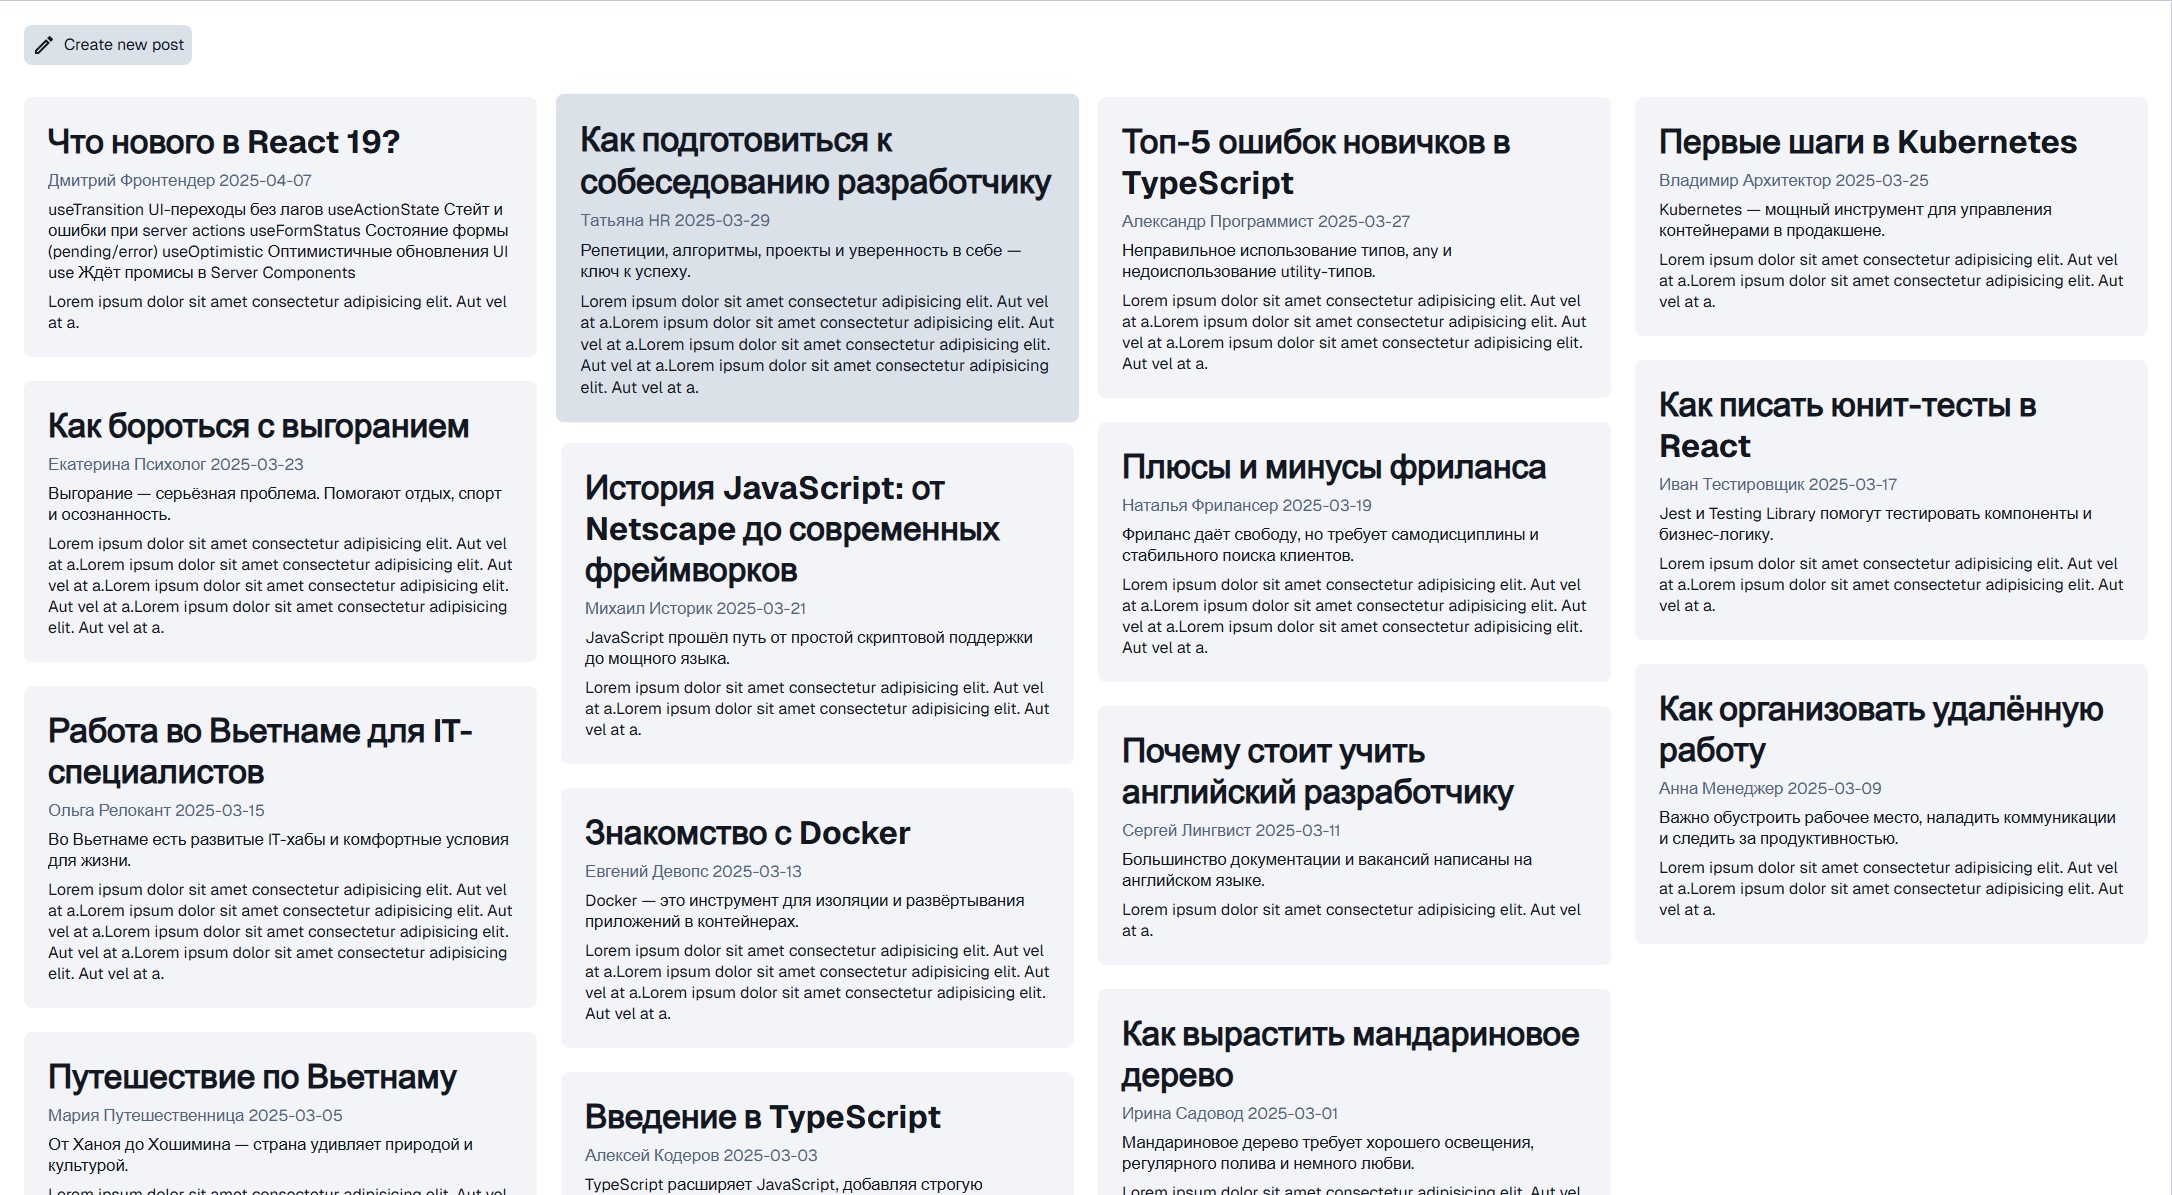 Create new post
Что нового в React 19?
Дмитрий Фронтендер 2025-04-07
useTransition UI-переходы без лагов useActionState Стейт и
ошибки при server actions useFormStatus Состояние формы
(pending/error) useOptimistic Оптимистичные обновления UI
use Ждёт промисы в Server Components
Lorem ipsum dolor sit amet consectetur adipisicing elit. Aut vel
at a.
Как бороться с выгоранием
Екатерина Психолог 2025-03-23
Выгорание — серьёзная проблема. Помогают отдых, спорт
и осознанность.
Lorem ipsum dolor sit amet consectetur adipisicing elit. Aut vel
at a.Lorem ipsum dolor sit amet consectetur adipisicing elit. Aut
vel at a.Lorem ipsum dolor sit amet consectetur adipisicing elit.
Aut vel at a.Lorem ipsum dolor sit amet consectetur adipisicing
elit. Aut vel at a.
Работа во Вьетнаме для IT-
специалистов
Ольга Релокант 2025-03-15
Во Вьетнаме есть развитые IT-хабы и комфортные условия
для жизни.
Lorem ipsum dolor sit amet consectetur adipisicing elit. Aut vel
at a.Lorem ipsum dolor sit amet consectetur adipisicing elit. Aut
vel at a.Lorem ipsum dolor sit amet consectetur adipisicing elit.
Aut vel at a.Lorem ipsum dolor sit amet consectetur adipisicing
elit. Aut vel at a.
Путешествие по Вьетнаму
Мария Путешественница 2025-03-05
От Ханоя до Хошимина — страна удивляет природой и
культурой.
Lorem ipsum dolor sit amet consectetur adipisicing elit. Aut vel
Как подготовиться к
собеседованию разработчику
Татьяна HR 2025-03-29
Репетиции, алгоритмы, проекты и уверенность в себе —
ключ к успеху.
Lorem ipsum dolor sit amet consectetur adipisicing elit. Aut vel
at a.Lorem ipsum dolor sit amet consectetur adipisicing elit. Aut
vel at a.Lorem ipsum dolor sit amet consectetur adipisicing elit.
Aut vel at a.Lorem ipsum dolor sit amet consectetur adipisicing
elit. Aut vel at a.
История JavaScript: от
Netscape до современных
фреймворков
Михаил Историк 2025-03-21
JavaScript прошёл путь от простой скриптовой поддержки
до мощного языка.
Lorem ipsum dolor sit amet consectetur adipisicing elit. Aut vel
at a.Lorem ipsum dolor sit amet consectetur adipisicing elit. Aut
vel at a.
Знакомство с Docker
Евгений Девопс 2025-03-13
Docker — это инструмент для изоляции и развёртывания
приложений в контейнерах.
Lorem ipsum dolor sit amet consectetur adipisicing elit. Aut vel
at a.Lorem ipsum dolor sit amet consectetur adipisicing elit. Aut
vel at a.Lorem ipsum dolor sit amet consectetur adipisicing elit.
Aut vel at a.
Введение в TypeScript
Алексей Кодеров 2025-03-03
TypeScript расширяет JavaScript, добавляя строгую
Топ-5 ошибок новичков в
TypeScript
Александр Программист 2025-03-27
Неправильное использование типов, any и
недоиспользование utility-типов.
Lorem ipsum dolor sit amet consectetur adipisicing elit. Aut vel
at a.Lorem ipsum dolor sit amet consectetur adipisicing elit. Aut
vel at a.Lorem ipsum dolor sit amet consectetur adipisicing elit.
Aut vel at a.
Плюсы и минусы фриланса
Наталья Фрилансер 2025-03-19
Фриланс даёт свободу, но требует самодисциплины и
стабильного поиска клиентов.
Lorem ipsum dolor sit amet consectetur adipisicing elit. Aut vel
at a.Lorem ipsum dolor sit amet consectetur adipisicing elit. Aut
vel at a.Lorem ipsum dolor sit amet consectetur adipisicing elit.
Aut vel at a.
Почему стоит учить
английский разработчику
Сергей Лингвист 2025-03-11
Большинство документации и вакансий написаны на
английском языке.
Lorem ipsum dolor sit amet consectetur adipisicing elit. Aut vel
at a.
Как вырастить мандариновое
дерево
Ирина Садовод 2025-03-01
Мандариновое дерево требует хорошего освещения,
регулярного полива и немного любви.
Lorem ipsum dolor sit amet consectetur adipisicing elit. Aut vel
Первые шаги в Kubernetes
Владимир Архитектор 2025-03-25
Kubernetes — мощный инструмент для управления
контейнерами в продакшене.
Lorem ipsum dolor sit amet consectetur adipisicing elit. Aut vel
at a.Lorem ipsum dolor sit amet consectetur adipisicing elit. Aut
vel at a.
Как писать юнит-тесты в
React
Иван Тестировщик 2025-03-17
Jest и Testing Library помогут тестировать компоненты и
бизнес-логику.
Lorem ipsum dolor sit amet consectetur adipisicing elit. Aut vel
at a.Lorem ipsum dolor sit amet consectetur adipisicing elit. Aut
vel at a.
Как организовать удалённую
работу
Анна Менеджер 2025-03-09
Важно обустроить рабочее место, наладить коммуникации
и следить за продуктивностью.
Lorem ipsum dolor sit amet consectetur adipisicing elit. Aut vel
at a.Lorem ipsum dolor sit amet consectetur adipisicing elit. Aut
vel at a.